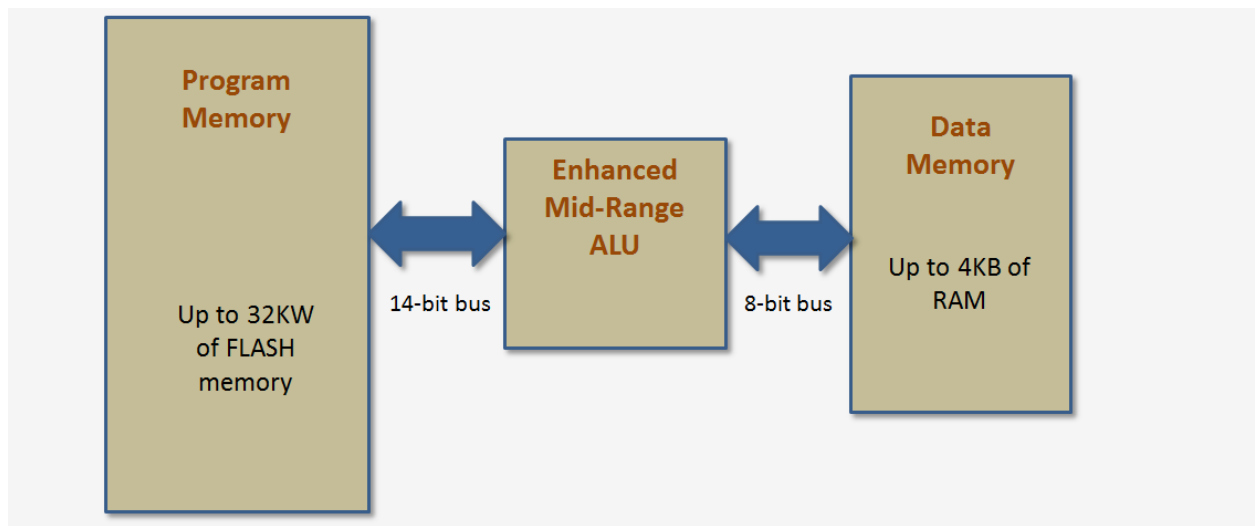 Program
Memory
Up to 32KW
of FLASH
memory
14-bit bus
Enhanced
Mid-Range
ALU
8-bit bus
Data
Memory
Up to 4KB of
RAM